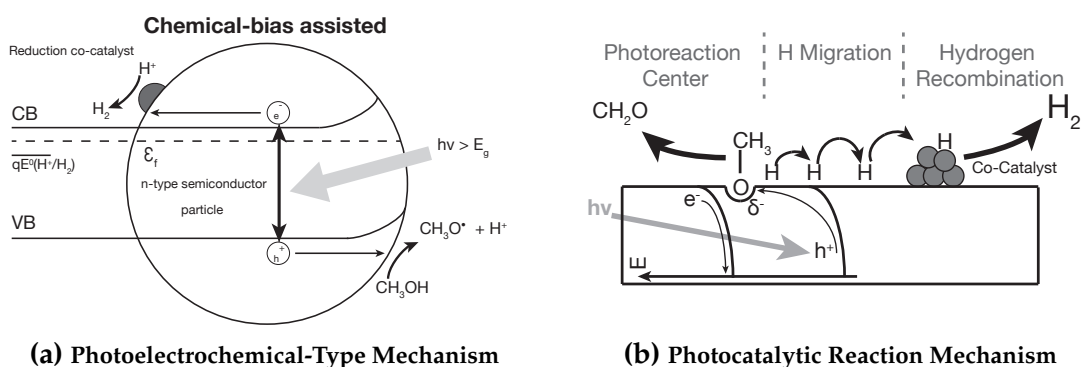 Chemical-bias assisted
Reduction co-catalyst
H⁺
H₂
CB
e⁻
qE⁰(H⁺/H₂)
Ɛf
hν > Eg
n-type semiconductor
particle
VB
h⁺
CH₃O• + H⁺
CH₃OH
(a) Photoelectrochemical-Type Mechanism
Photoreaction
Center
H Migration
Hydrogen
Recombination
CH₂O
CH₃
O
δ⁻
H
H
H
H
H₂
Co-Catalyst
hν
e⁻
h⁺
E
(b) Photocatalytic Reaction Mechanism